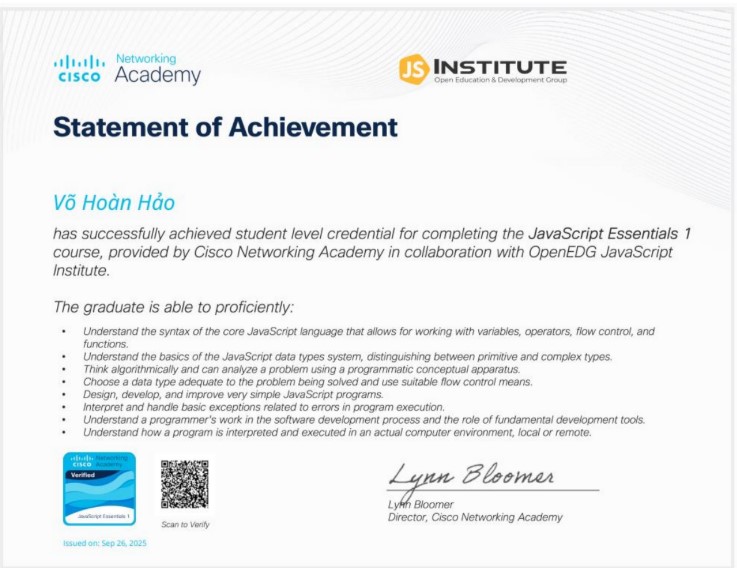 Networking
CISCO Academy
JS INSTITUTE
Open Education & Development Group
Statement of Achievement
Võ Hoàn Hảo
has successfully achieved student level credential for completing the JavaScript Essentials 1
course, provided by Cisco Networking Academy in collaboration with OpenEDG JavaScript
Institute.
The graduate is able to proficiently:
• Understand the syntax of the core JavaScript language that allows for working with variables, operators, flow control, and
functions.
• Understand the basics of the JavaScript data types system, distinguishing between primitive and complex types.
• Think algorithmically and can analyze a problem using a programmatic conceptual apparatus.
• Choose a data type adequate to the problem being solved and use suitable flow control means.
• Design, develop, and improve very simple JavaScript programs.
• Interpret and handle basic exceptions related to errors in program execution.
• Understand a programmer's work in the software development process and the role of fundamental development tools.
• Understand how a program is interpreted and executed in an actual computer environment, local or remote.
Networking
CISCO Academy
Verified
JavaScript Essentials 1
Scan to Verify
Issued on: Sep 26, 2025
Lynn Bloomer
Lynn Bloomer
Director, Cisco Networking Academy